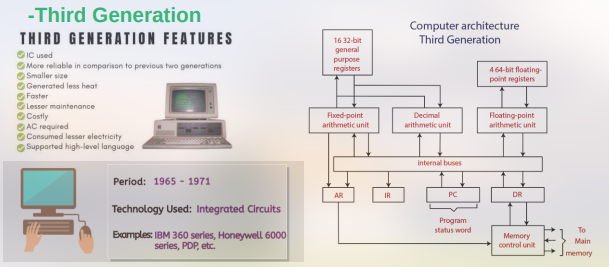 -Third Generation
THIRD GENERATION FEATURES
IC used
More reliable in comparison to previous two generations
Smaller size
Generated less heat
Faster
Lesser maintenance
Costly
AC required
Consumed lesser electricity
Supported high-level language
Period: 1965 - 1971
Technology Used: Integrated Circuits
Examples: IBM 360 series, Honeywell 6000
series, PDP, etc.
Computer architecture
Third Generation
16 32-bit
general
purpose
registers
4 64-bit floating-
point registers
Fixed-point
arithmetic unit
Decimal
arithmetic unit
Floating-point
arithmetic unit
internal buses
AR
IR
PC
DR
Program
status word
Memory
control unit
To
Main
memory